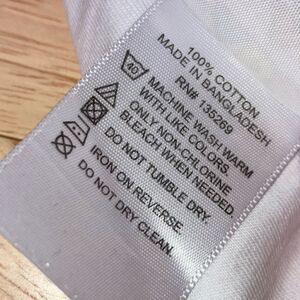 100% COTTON
MADE IN BANGLADESH
RN# 135269
40
MACHINE WASH WARM
WITH LIKE COLORS.
ONLY NON-CHLORINE
BLEACH WHEN NEEDED.
DO NOT TUMBLE DRY.
IRON ON REVERSE.
DO NOT DRY CLEAN.